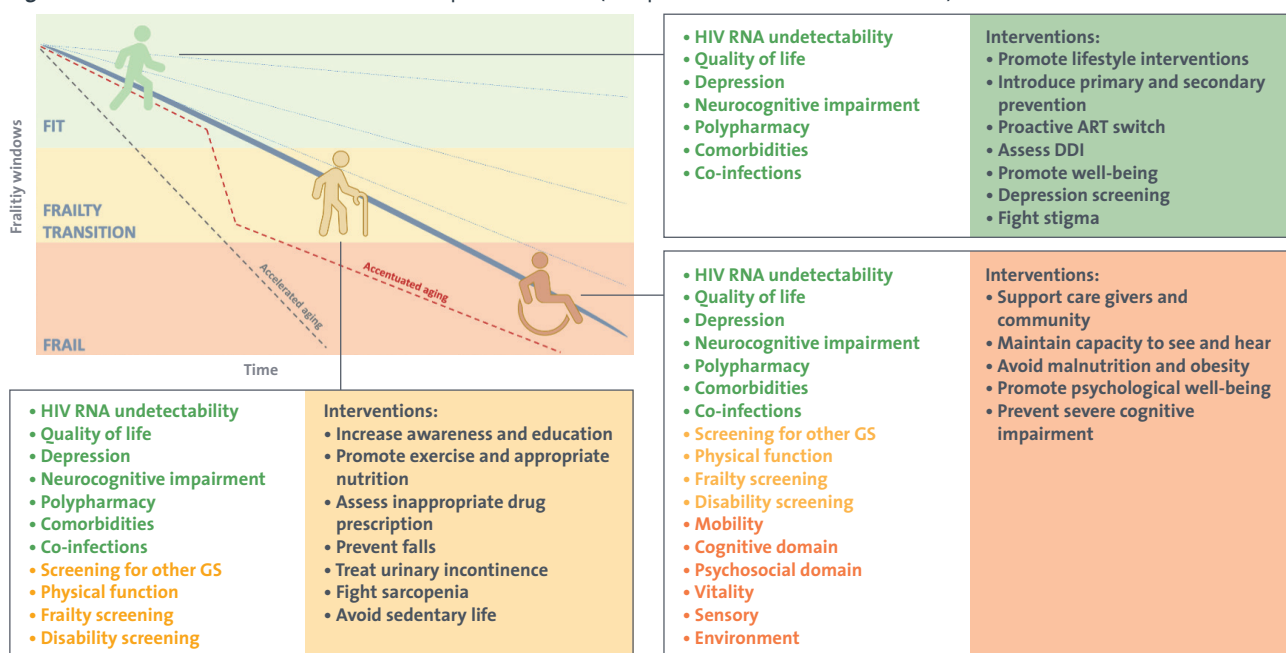 Fralitiy windows
FIT
FRAILTY
TRANSITION
FRAIL
Accelerated aging
Accentuated aging
Time
• HIV RNA undetectability
• Quality of life
• Depression
• Neurocognitive impairment
• Polypharmacy
• Comorbidities
• Co-infections
Interventions:
• Promote lifestyle interventions
• Introduce primary and secondary
prevention
• Proactive ART switch
• Assess DDI
• Promote well-being
• Depression screening
• Fight stigma
• HIV RNA undetectability
• Quality of life
• Depression
• Neurocognitive impairment
• Polypharmacy
• Comorbidities
• Co-infections
• Screening for other GS
• Physical function
• Frailty screening
• Disability screening
• Mobility
• Cognitive domain
• Psychosocial domain
• Vitality
• Sensory
• Environment
Interventions:
• Support care givers and
community
• Maintain capacity to see and hear
• Avoid malnutrition and obesity
• Promote psychological well-being
• Prevent severe cognitive
impairment
• HIV RNA undetectability
• Quality of life
• Depression
• Neurocognitive impairment
• Polypharmacy
• Comorbidities
• Co-infections
• Screening for other GS
• Physical function
• Frailty screening
• Disability screening
Interventions:
• Increase awareness and education
• Promote exercise and appropriate
nutrition
• Assess inappropriate drug
prescription
• Prevent falls
• Treat urinary incontinence
• Fight sarcopenia
• Avoid sedentary life